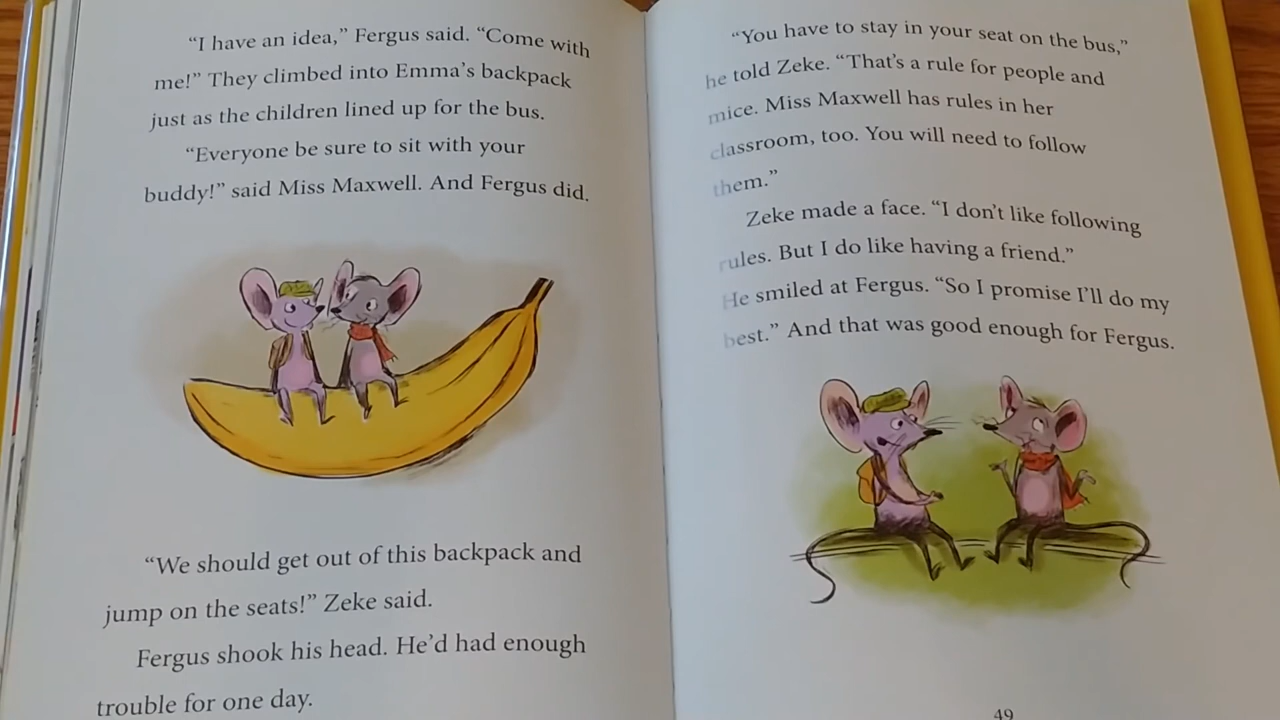 “I have an idea,” Fergus said. “Come with
me!” They climbed into Emma’s backpack
just as the children lined up for the bus.
“Everyone be sure to sit with your
buddy!” said Miss Maxwell. And Fergus did.
“We should get out of this backpack and
jump on the seats!” Zeke said.
Fergus shook his head. He’d had enough
trouble for one day.
“You have to stay in your seat on the bus,”
he told Zeke. “That’s a rule for people and
mice. Miss Maxwell has rules in her
classroom, too. You will need to follow
them.”
Zeke made a face. “I don’t like following
rules. But I do like having a friend.”
He smiled at Fergus. “So I promise I’ll do my
best.” And that was good enough for Fergus.
49